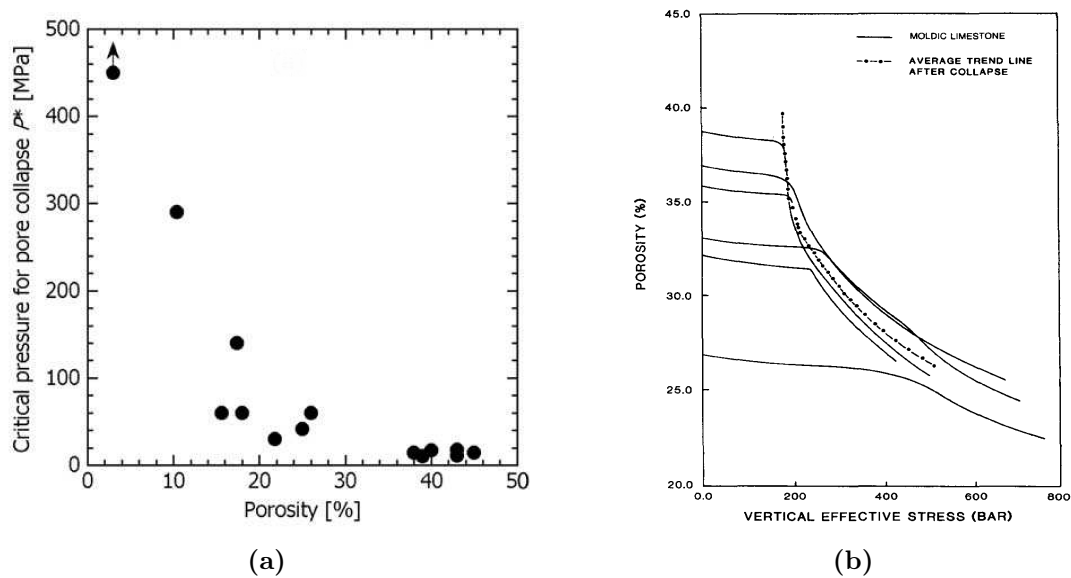 500
400
300
200
100
0
0
10
20
30
40
50
Critical pressure for pore collapse P* [MPa]
Porosity [%]
(a)
45.0
40.0
35.0
30.0
25.0
20.0
0.0
200
400
600
800
POROSITY (%)
VERTICAL EFFECTIVE STRESS (BAR)
MOLDIC LIMESTONE
AVERAGE TREND LINE
AFTER COLLAPSE
(b)